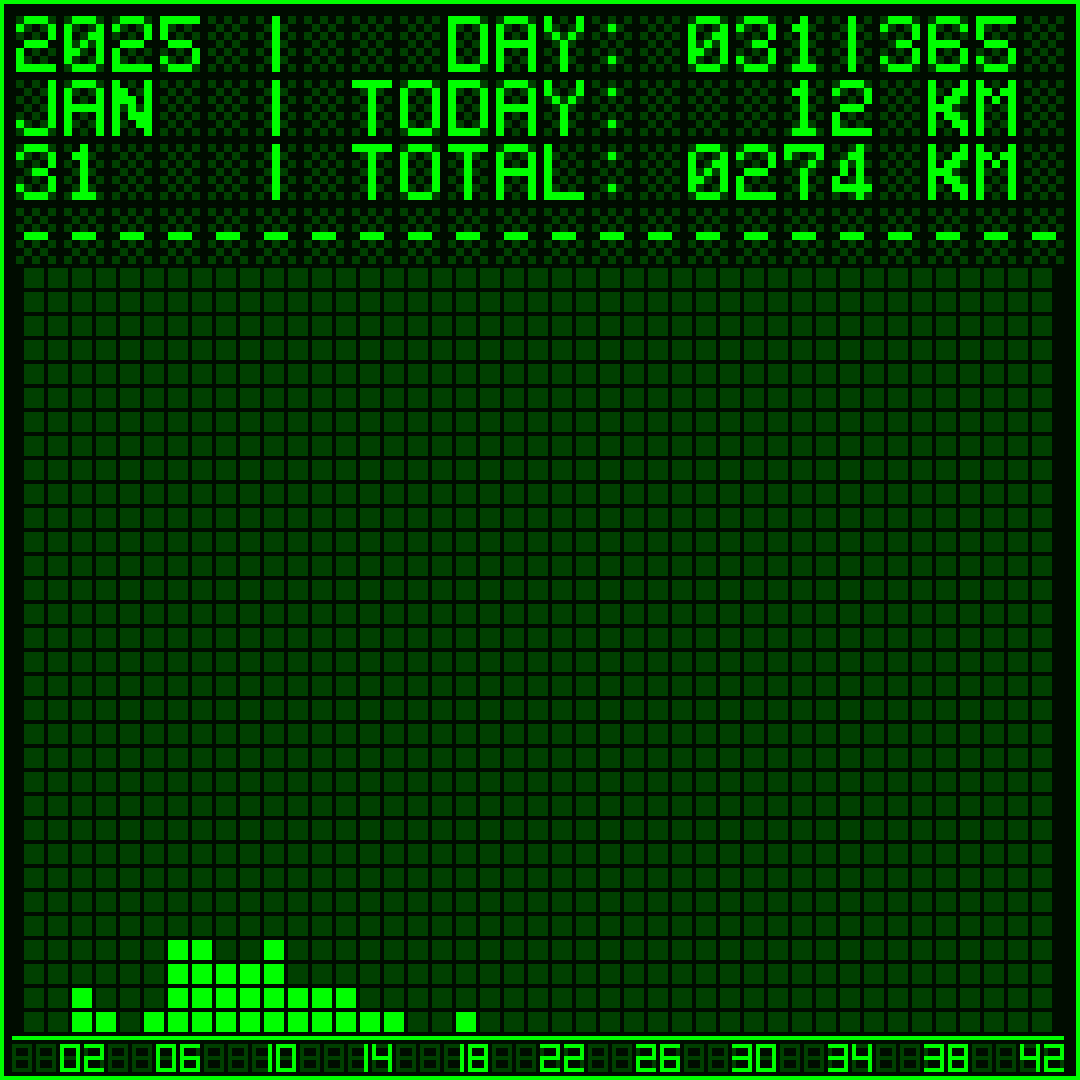 2025 | DAY: 031|365
JAN | TODAY: 12 KM
31 | TOTAL: 0274 KM
----------------------
02 06 10 14 18 22 26 30 34 38 42